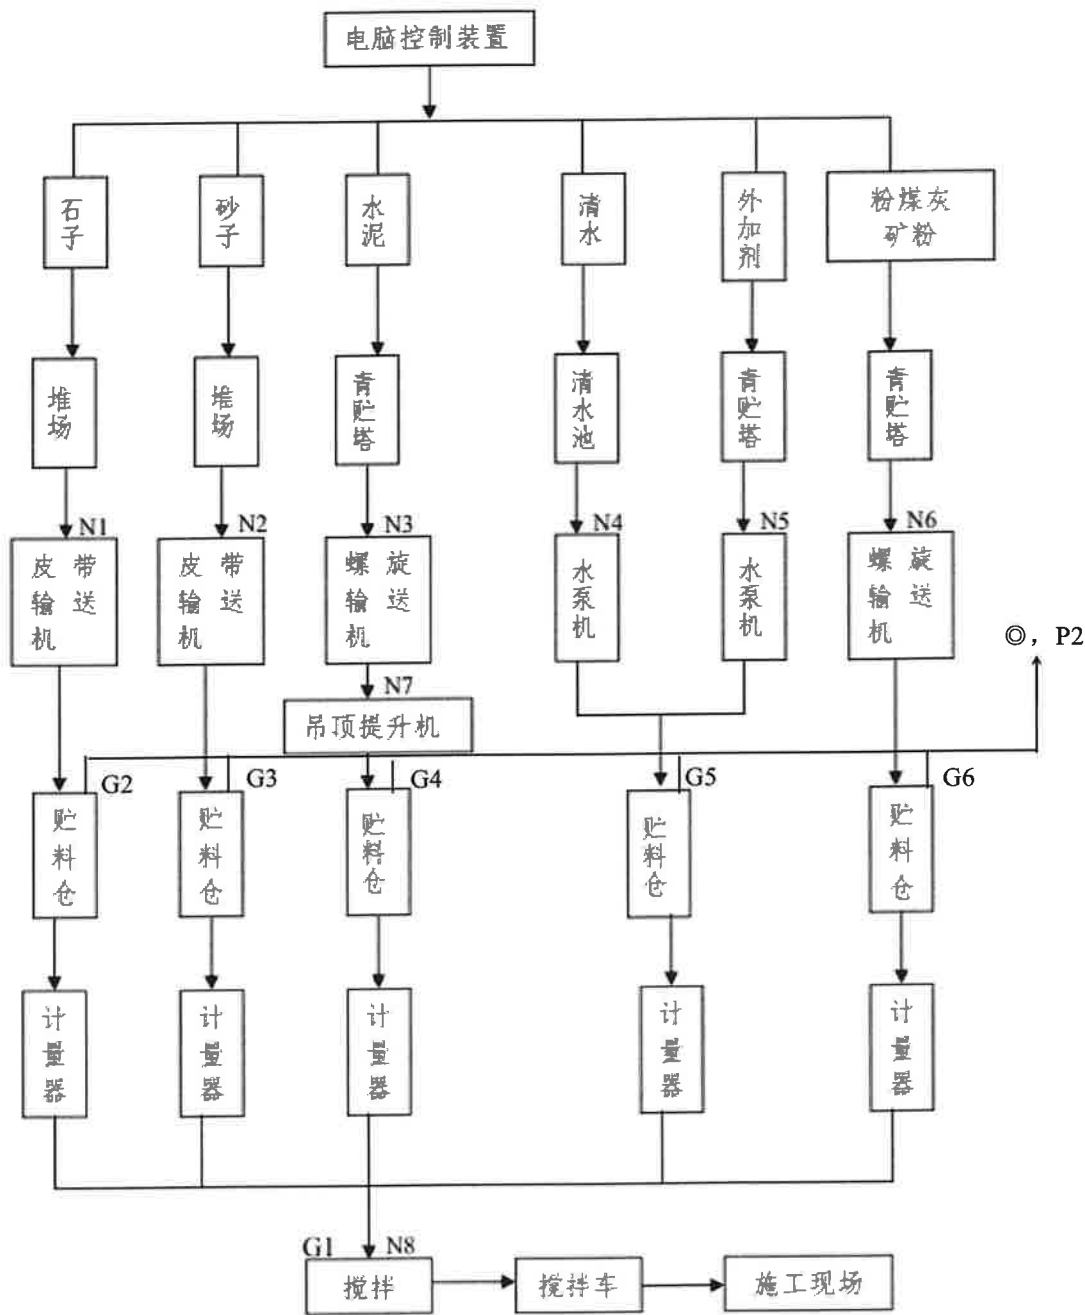 电脑控制装置
石子
砂子
水泥
清水
外加剂
粉煤灰
矿粉
堆场
堆场
青贮塔
清水池
青贮塔
青贮塔
N1
N2
N3
N4
N5
N6
皮带
输送
机
皮带
输送
机
螺旋
输送
机
水泵机
水泵机
螺旋
输送
机
◎，P2
N7
吊顶提升机
G2
G3
G4
G5
G6
贮料仓
贮料仓
贮料仓
贮料仓
贮料仓
计量器
计量器
计量器
计量器
计量器
G1
N8
搅拌
搅拌车
施工现场